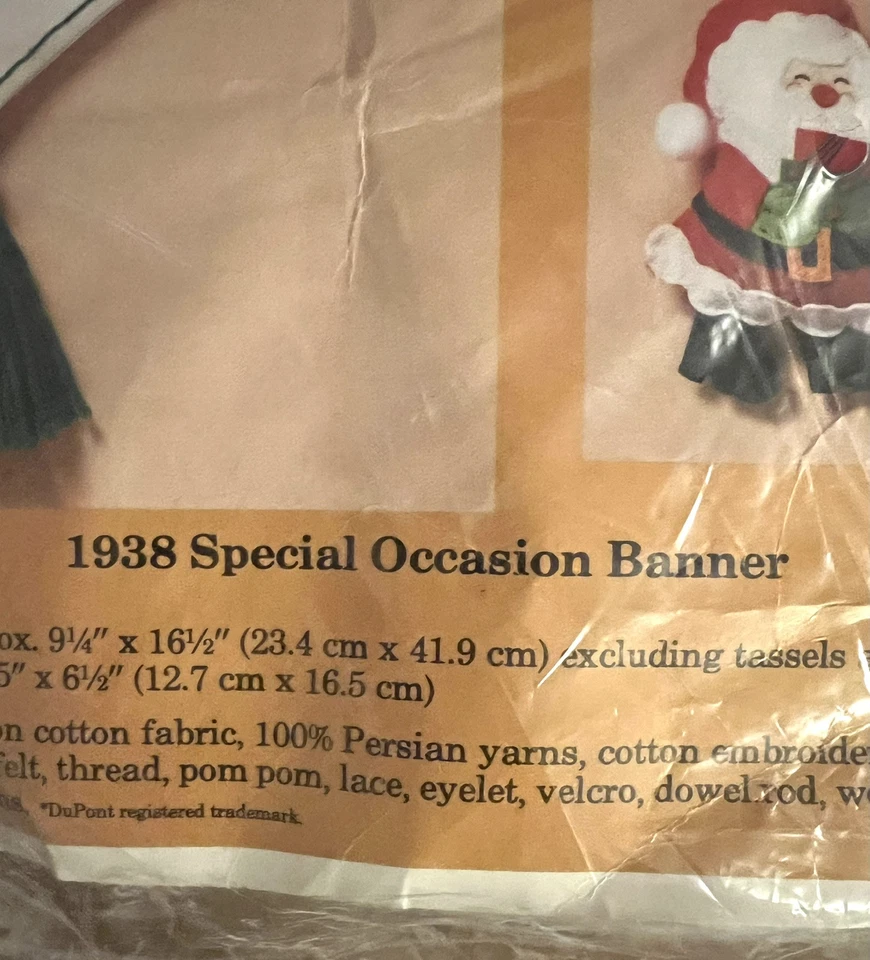 1938 Special Occasion Banner
ox. 9¼" x 16½" (23.4 cm x 41.9 cm) excluding tassels
5" x 6½" (12.7 cm x 16.5 cm)
on cotton fabric, 100% Persian yarns, cotton embroide
felt, thread, pom pom, lace, eyelet, velcro, dowel rod, w
*DuPont registered trademark.